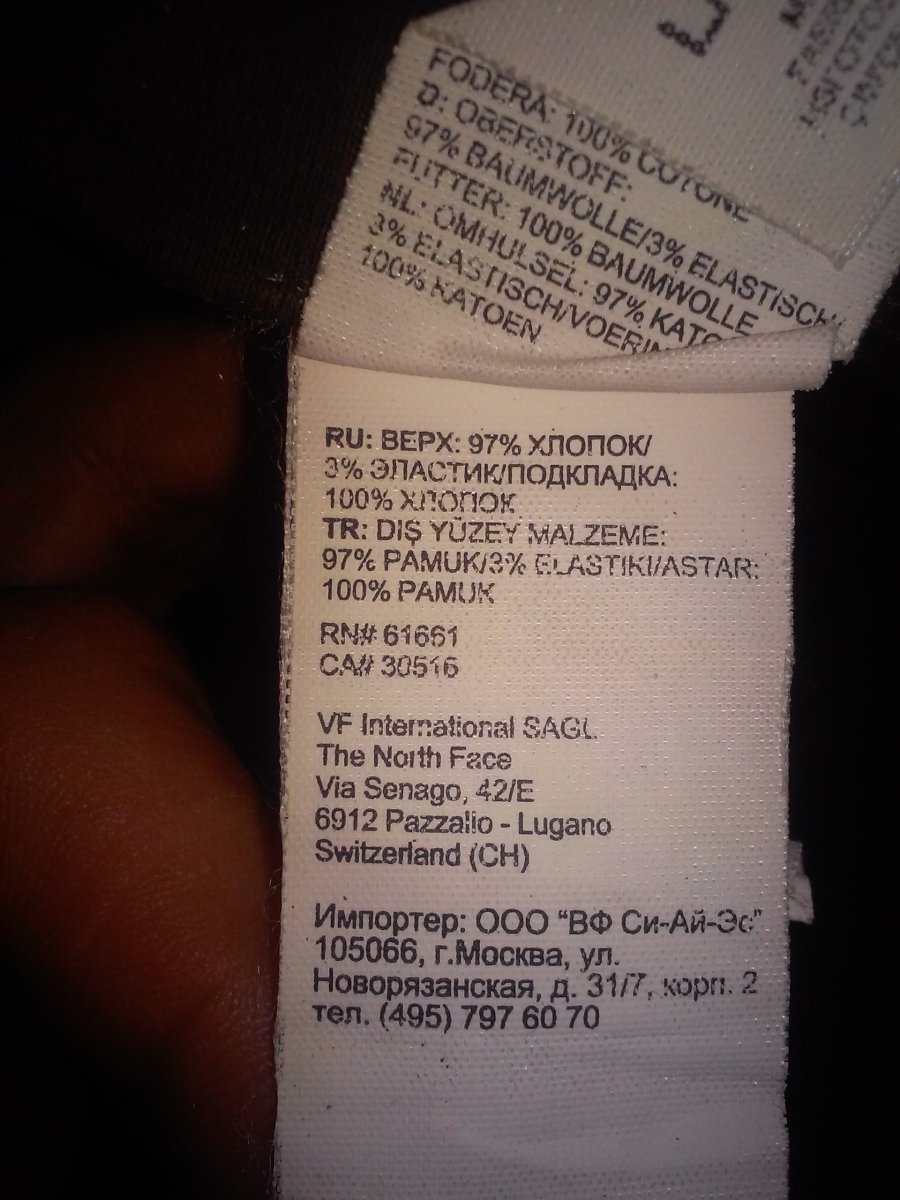 FODERA: 100% COTONE
D: OBERSTOFF:
97% BAUMWOLLE/3% ELASTISCH/
FUTTER: 100% BAUMWOLLE
NL: OMHULSEL: 97%
3% ELASTISCH/
100% KATOEN
RU: ВЕРХ: 97% ХЛОПОК/
3% ЭЛАСТИК/ПОДКЛАДКА:
100% ХЛОПОК
TR: DIŞ YÜZEY MALZEME:
97% PAMUK/3% ELASTIKI/ASTAR:
100% PAMUK
RN# 61661
CA# 30516
VF International SAGL
The North Face
Via Senago, 42/E
6912 Pazzallo - Lugano
Switzerland (CH)
Импортер: ООО “ВФ Си-Ай-Эс”
105066, г.Москва, ул.
Новорязанская, д. 31/7, корп. 2
тел. (495) 797 60 70